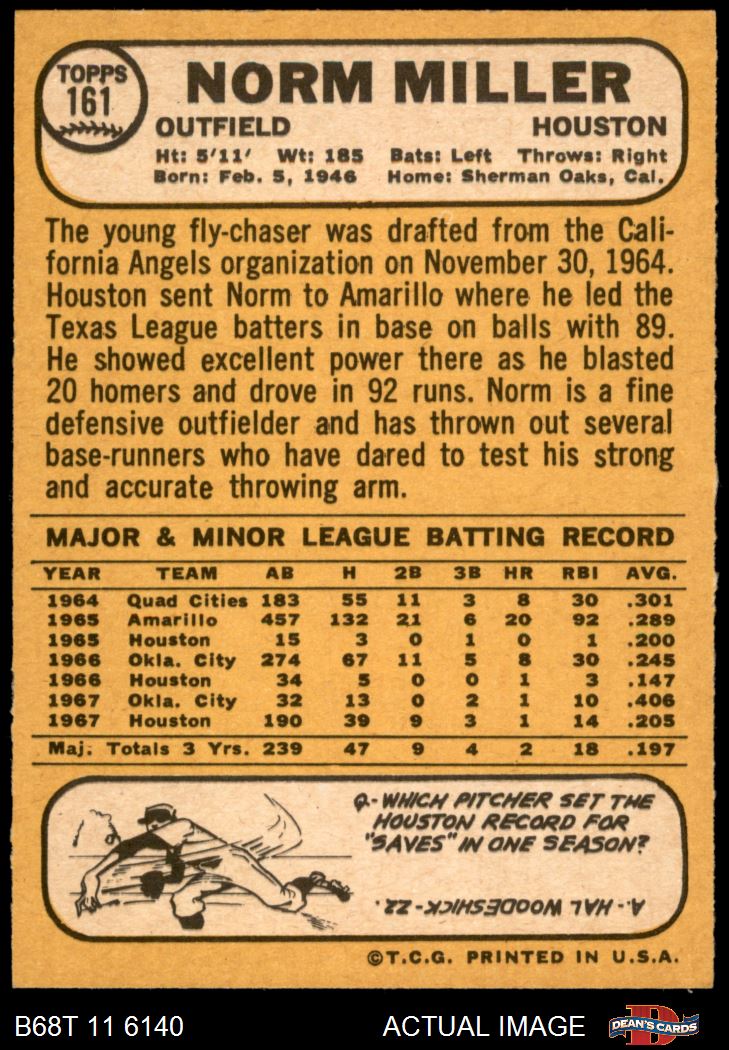 TOPPS
161
NORM MILLER
OUTFIELD HOUSTON
Ht: 5'11' Wt: 185 Bats: Left Throws: Right
Born: Feb. 5, 1946 Home: Sherman Oaks, Cal.
The young fly-chaser was drafted from the Cali-
fornia Angels organization on November 30, 1964.
Houston sent Norm to Amarillo where he led the
Texas League batters in base on balls with 89.
He showed excellent power there as he blasted
20 homers and drove in 92 runs. Norm is a fine
defensive outfielder and has thrown out several
base-runners who have dared to test his strong
and accurate throwing arm.
MAJOR & MINOR LEAGUE BATTING RECORD
YEAR TEAM AB H 2B 3B HR RBI AVG.
1964 Quad Cities 183 55 11 3 8 30 .301
1965 Amarillo 457 132 21 6 20 92 .289
1965 Houston 15 3 0 1 0 1 .200
1966 Okla. City 274 67 11 5 8 30 .245
1966 Houston 34 5 0 0 1 3 .147
1967 Okla. City 32 13 0 2 1 10 .406
1967 Houston 190 39 9 3 1 14 .205
Maj. Totals 3 Yrs. 239 47 9 4 2 18 .197
Q-WHICH PITCHER SET THE
HOUSTON RECORD FOR
"SAVES" IN ONE SEASON?
A. HAL WOODESHICK-22.
©T.C.G. PRINTED IN U.S.A.
B68T 11 6140 ACTUAL IMAGE DEAN'S CARDS